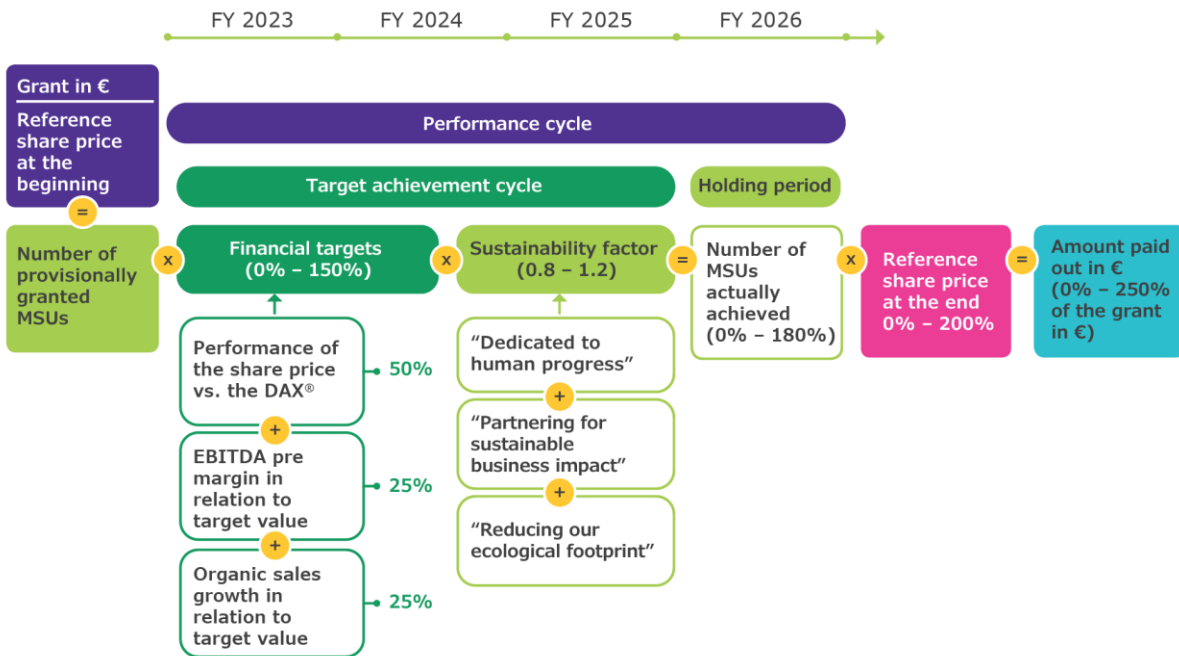 FY 2023 FY 2024 FY 2025 FY 2026
Grant in €
Reference
share price
at the
beginning
Performance cycle
Target achievement cycle
Holding period
=
Number of
provisionally
granted
MSUs
x
Financial targets
(0% – 150%)
x
Sustainability factor
(0.8 – 1.2)
=
Number of
MSUs
actually
achieved
(0% – 180%)
x
Reference
share price
at the end
0% – 200%
=
Amount paid
out in €
(0% – 250%
of the grant
in €)
Performance of
the share price
vs. the DAX®
50%
+
EBITDA pre
margin in
relation to
target value
25%
+
Organic sales
growth in
relation to
target value
25%
“Dedicated to
human progress”
+
“Partnering for
sustainable
business impact”
+
“Reducing our
ecological footprint”